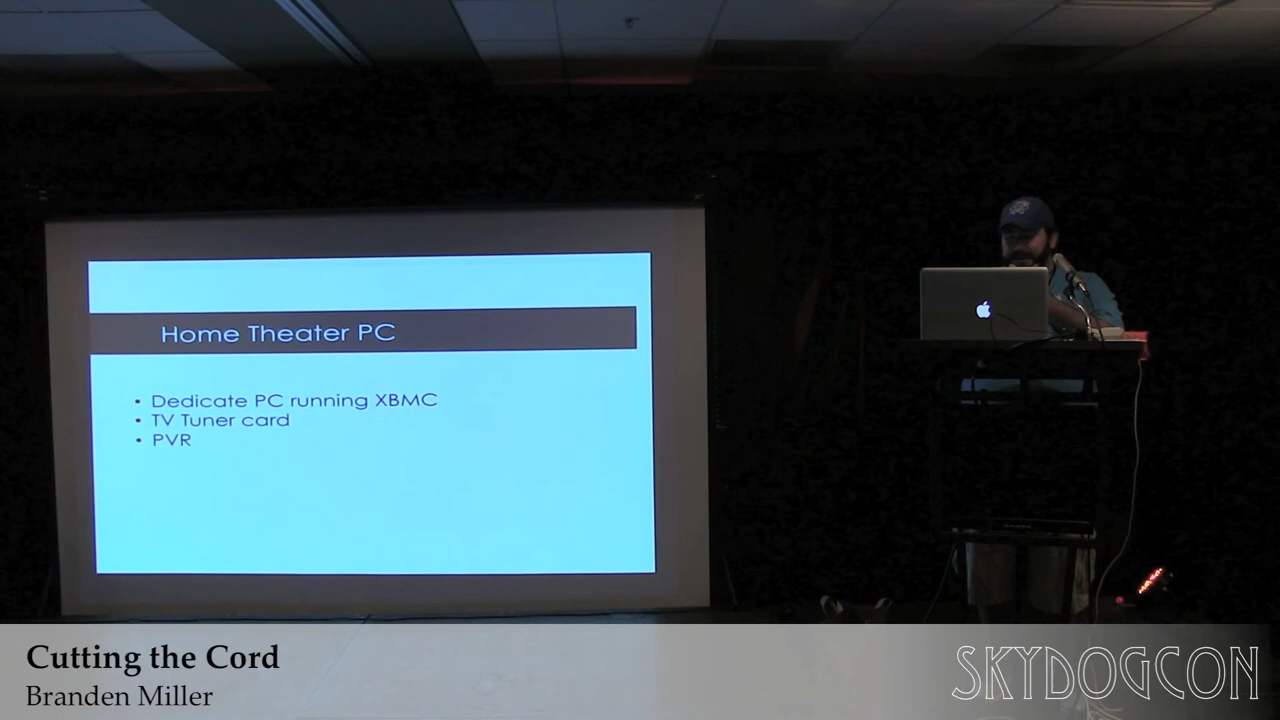 Home Theater PC
• Dedicate PC running XBMC
• TV Tuner card
• PVR
Cutting the Cord
Branden Miller
SKYDOGCON